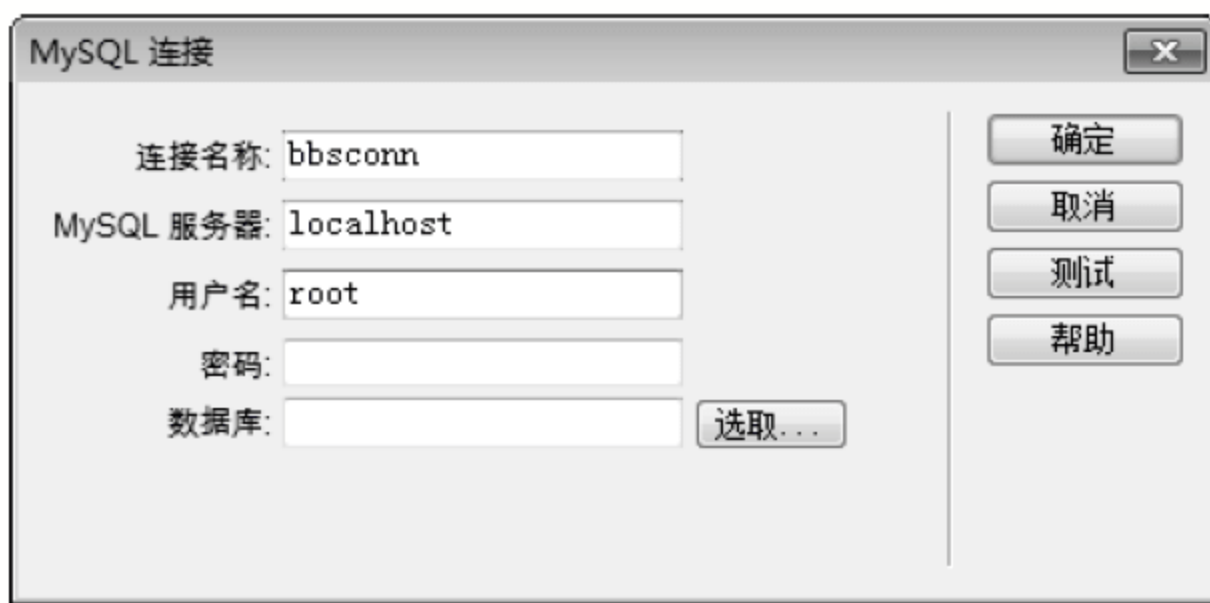 MySQL 连接
连接名称: bbsconn
MySQL 服务器: localhost
用户名: root
密码:
数据库:
选取...
确定
取消
测试
帮助